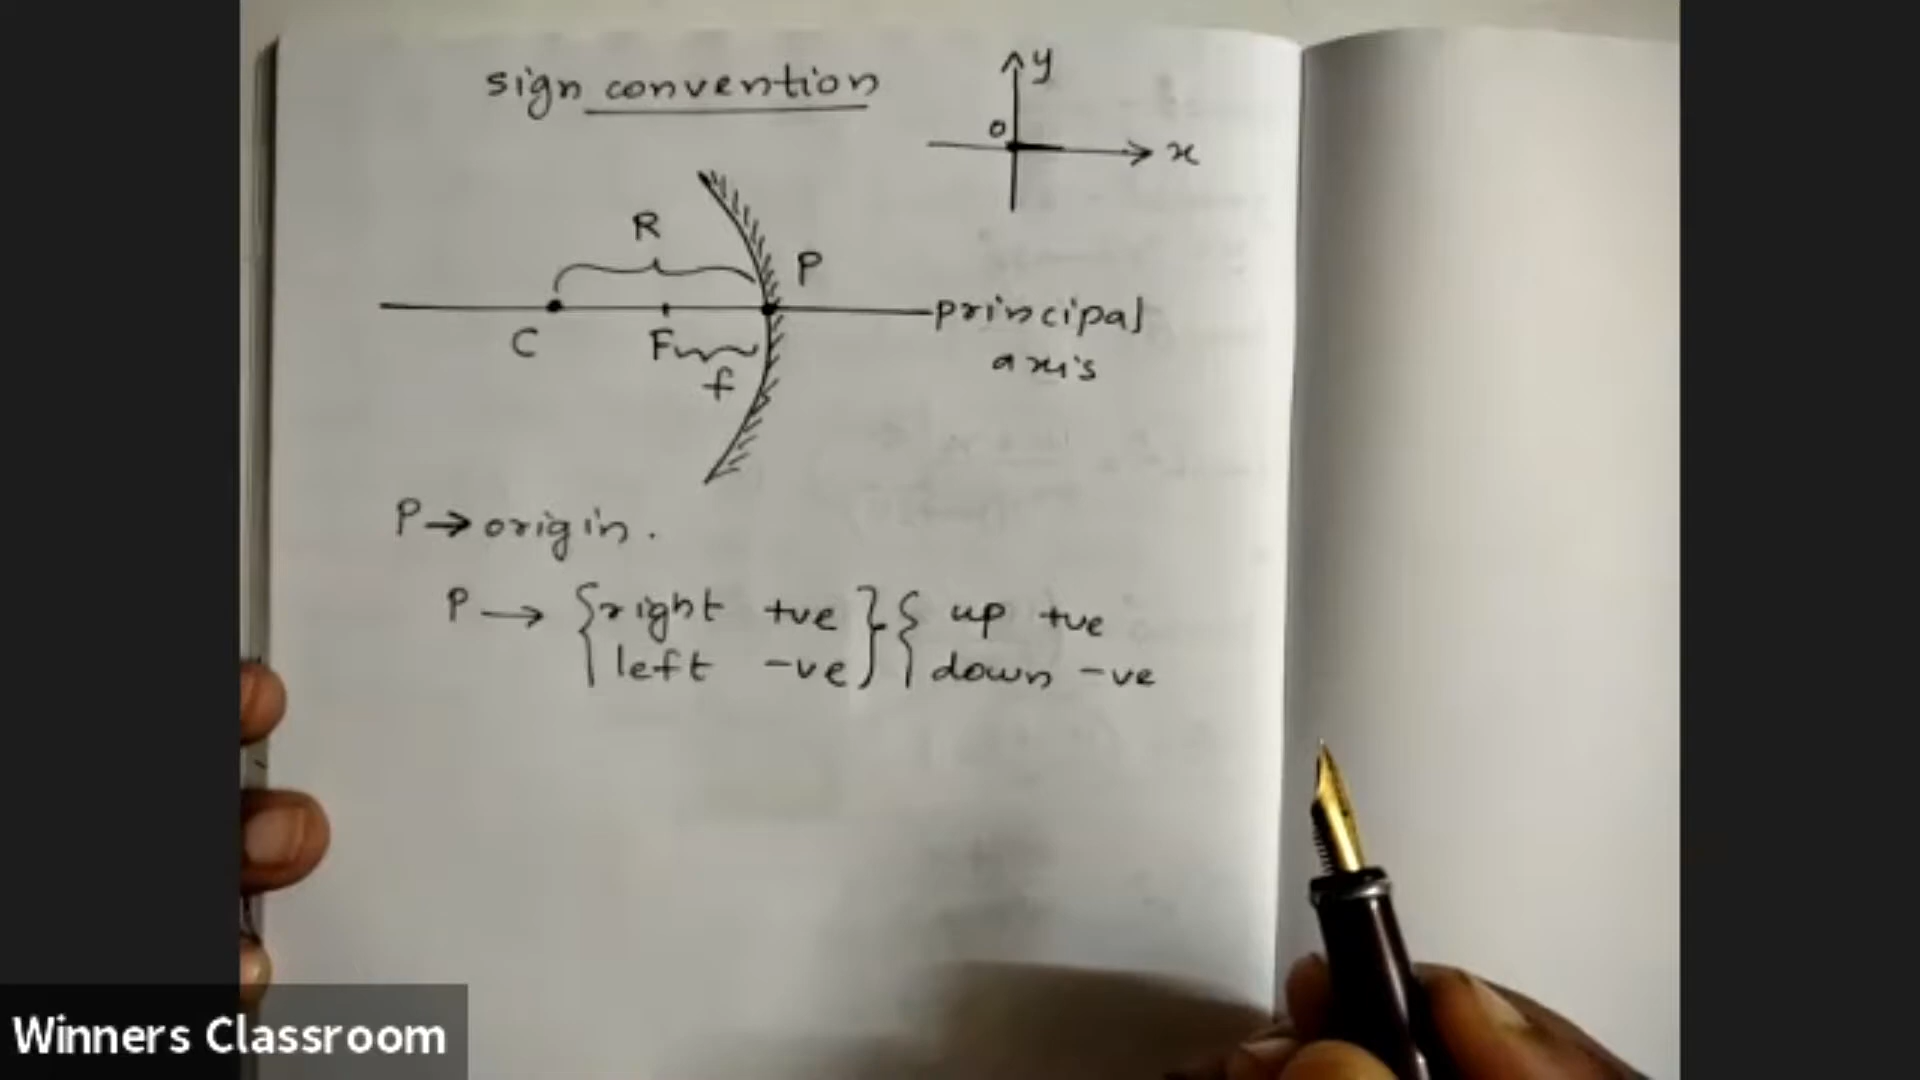 sign convention
y
o
x
R
P
principal
axis
C
F
f
P → origin.
P → { right +ve } { up +ve
left -ve } down -ve
Winners Classroom